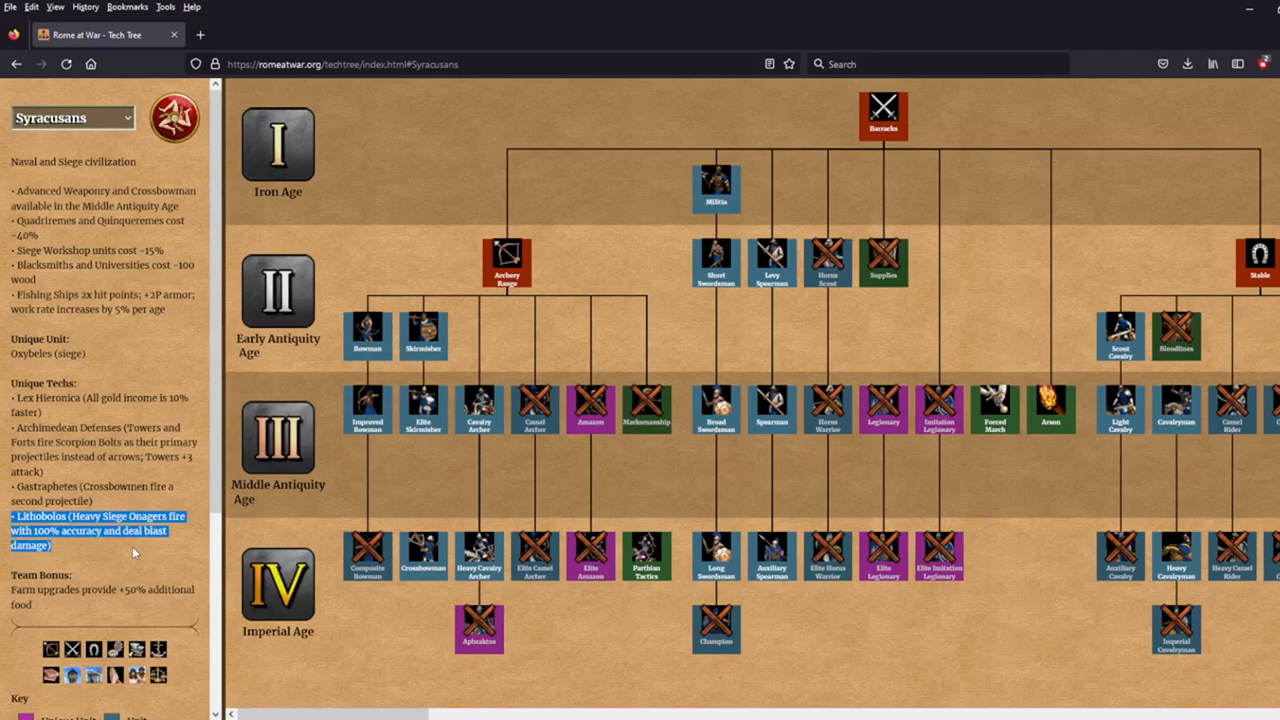 File Edit View History Bookmarks Tools Help
Rome at War - Tech Tree
https://romeatwar.org/techtree/index.html#Syracusans
Search
2
Syracusans
Naval and Siege civilization
• Advanced Weaponry and Crossbowman
available in the Middle Antiquity Age
• Quadriremes and Quinqueremes cost
-40%
• Siege Workshop units cost -15%
• Blacksmiths and Universities cost -100
wood
• Fishing Ships 2x hit points; +2P armor;
work rate increases by 5% per age
Unique Unit:
Oxybeles (siege)
Unique Techs:
• Lex Hieronica (All gold income is 10%
faster)
• Archimedean Defenses (Towers and
Forts fire Scorpion Bolts as their primary
projectiles instead of arrows; Towers +3
attack)
• Gastraphetes (Crossbowmen fire a
second projectile)
• Lithobolos (Heavy Siege Onagers fire
with 100% accuracy and deal blast
damage)
Team Bonus:
Farm upgrades provide +50% additional
food
Key
Unique Unit Unit
I
Iron Age
Barracks
Militia
II
Early Antiquity
Age
Archery
Range
Short
Swordsman
Levy
Spearman
Horus
Scout
Supplies
Stable
Bowman
Skirmisher
Scout
Cavalry
Bloodlines
III
Middle Antiquity
Age
Improved
Bowman
Elite
Skirmisher
Cavalry
Archer
Camel
Archer
Amazon
Marksmanship
Broad
Swordsman
Spearman
Horus
Warrior
Legionary
Imitation
Legionary
Forced
March
Arson
Light
Cavalry
Cavalryman
Camel
Rider
IV
Imperial Age
Composite
Bowman
Crossbowman
Heavy Cavalry
Archer
Elite Camel
Archer
Elite
Amazon
Parthian
Tactics
Long
Swordsman
Auxiliary
Spearman
Elite Horus
Warrior
Elite
Legionary
Elite Imitation
Legionary
Auxiliary
Cavalry
Heavy
Cavalryman
Heavy Camel
Rider
Aphraktoi
Champion
Imperial
Cavalryman